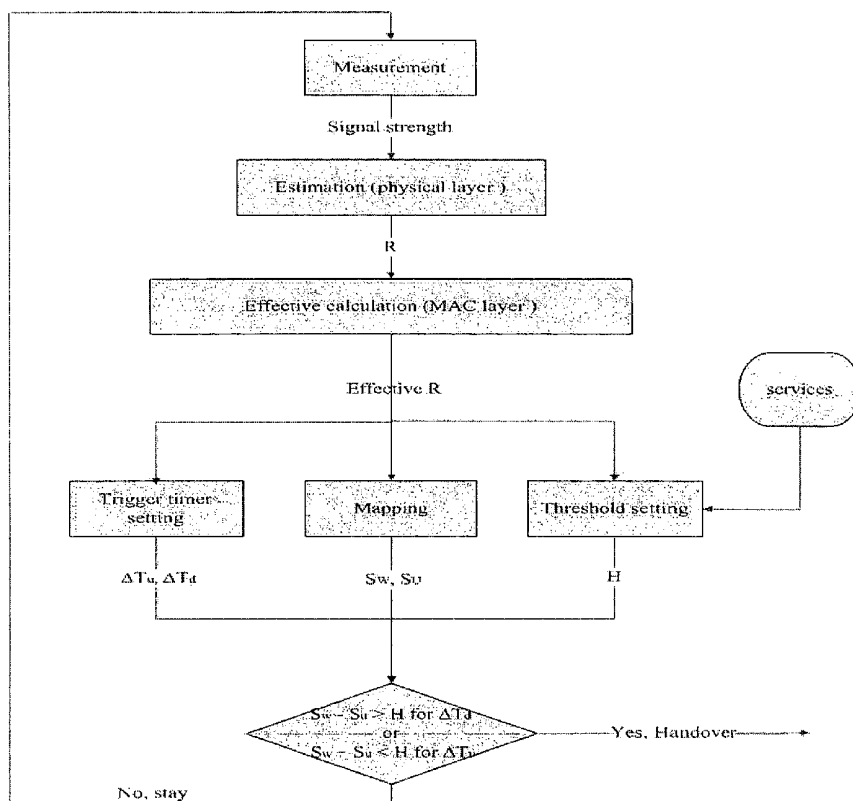 Measurement
Signal strength
Estimation (physical layer )
R
Effective calculation (MAC layer )
Effective R
services
Trigger timer
setting
Mapping
Threshold setting
ΔTu, ΔTd
Sw, SU
H
Sw – Su > H for ΔTd
or
Sw – Su < H for ΔTu
Yes, Handover
No, stay